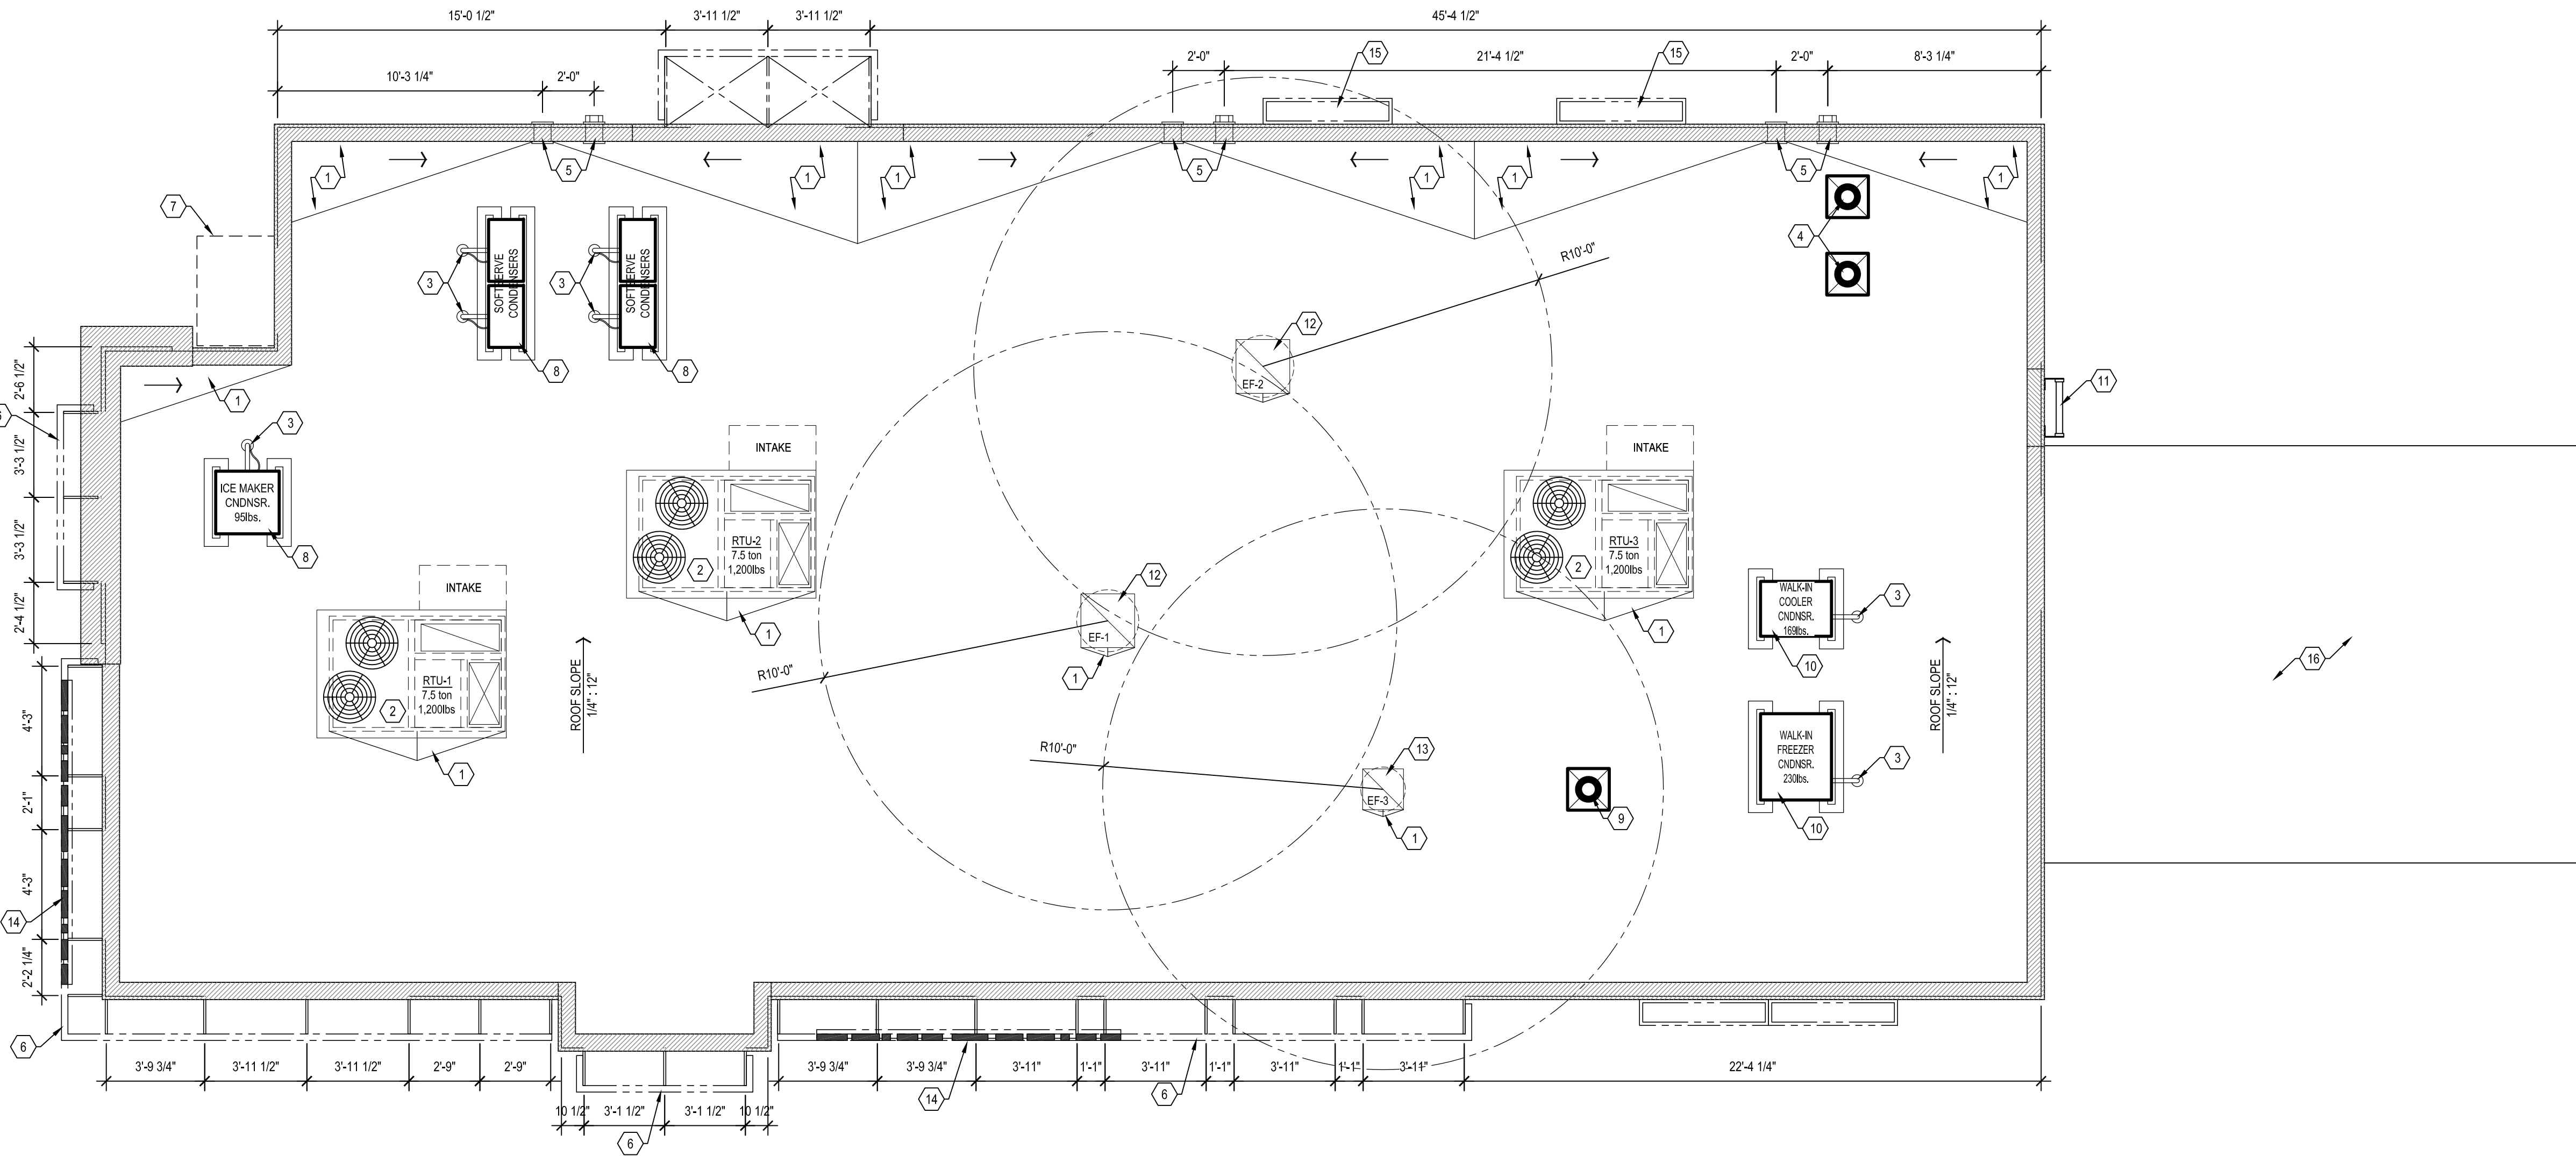 15'-0 1/2"
3'-11 1/2"
3'-11 1/2"
45'-4 1/2"
10'-3 1/4"
2'-0"
2'-0"
15
21'-4 1/2"
15
2'-0"
8'-3 1/4"
1
5
1
1
5
1
1
5
1
7
4
3
SOFTSERVE
CONDENSERS
3
SOFTSERVE
CONDENSERS
8
8
R10'-0"
12
EF-2
11
2'-6 1/2"
3'-3 1/2"
3'-3 1/2"
2'-4 1/2"
1
3
ICE MAKER
CNDNSR.
95lbs.
8
INTAKE
RTU-2
7.5 ton
1,200lbs
2
1
INTAKE
RTU-3
7.5 ton
1,200lbs
2
1
INTAKE
RTU-1
7.5 ton
1,200lbs
2
1
12
EF-1
1
R10'-0"
WALK-IN
COOLER
CNDNSR.
169lbs.
3
10
16
ROOF SLOPE
1/4" : 12"
ROOF SLOPE
1/4" : 12"
R10'-0"
13
EF-3
1
9
WALK-IN
FREEZER
CNDNSR.
230lbs.
3
10
4'-3"
2'-1"
4'-3"
2'-2 1/4"
14
6
3'-9 3/4"
3'-11 1/2"
3'-11 1/2"
2'-9"
2'-9"
3'-9 3/4"
3'-9 3/4"
3'-11"
1'-1"
3'-11"
1'-1"
3'-11"
1'-1"
3'-11"
22'-4 1/4"
14
6
10 1/2"
3'-1 1/2"
3'-1 1/2"
10 1/2"
6